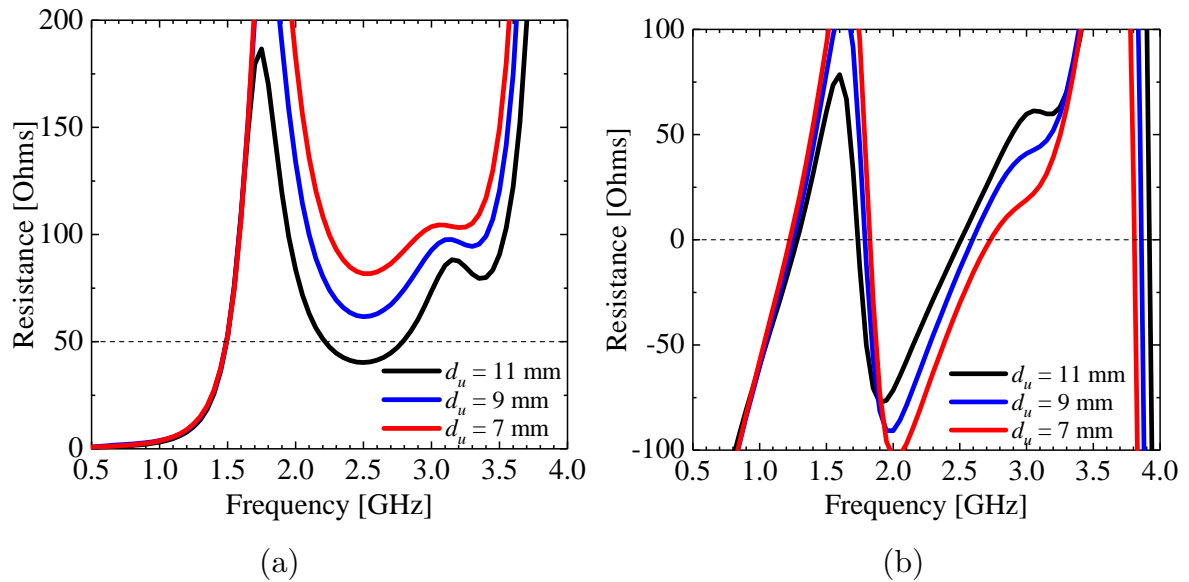 200
150
100
50
0
Resistance [Ohms]
d_u = 11 mm
d_u = 9 mm
d_u = 7 mm
0.5 1.0 1.5 2.0 2.5 3.0 3.5 4.0
Frequency [GHz]
(a)
100
50
0
-50
-100
Resistance [Ohms]
d_u = 11 mm
d_u = 9 mm
d_u = 7 mm
0.5 1.0 1.5 2.0 2.5 3.0 3.5 4.0
Frequency [GHz]
(b)